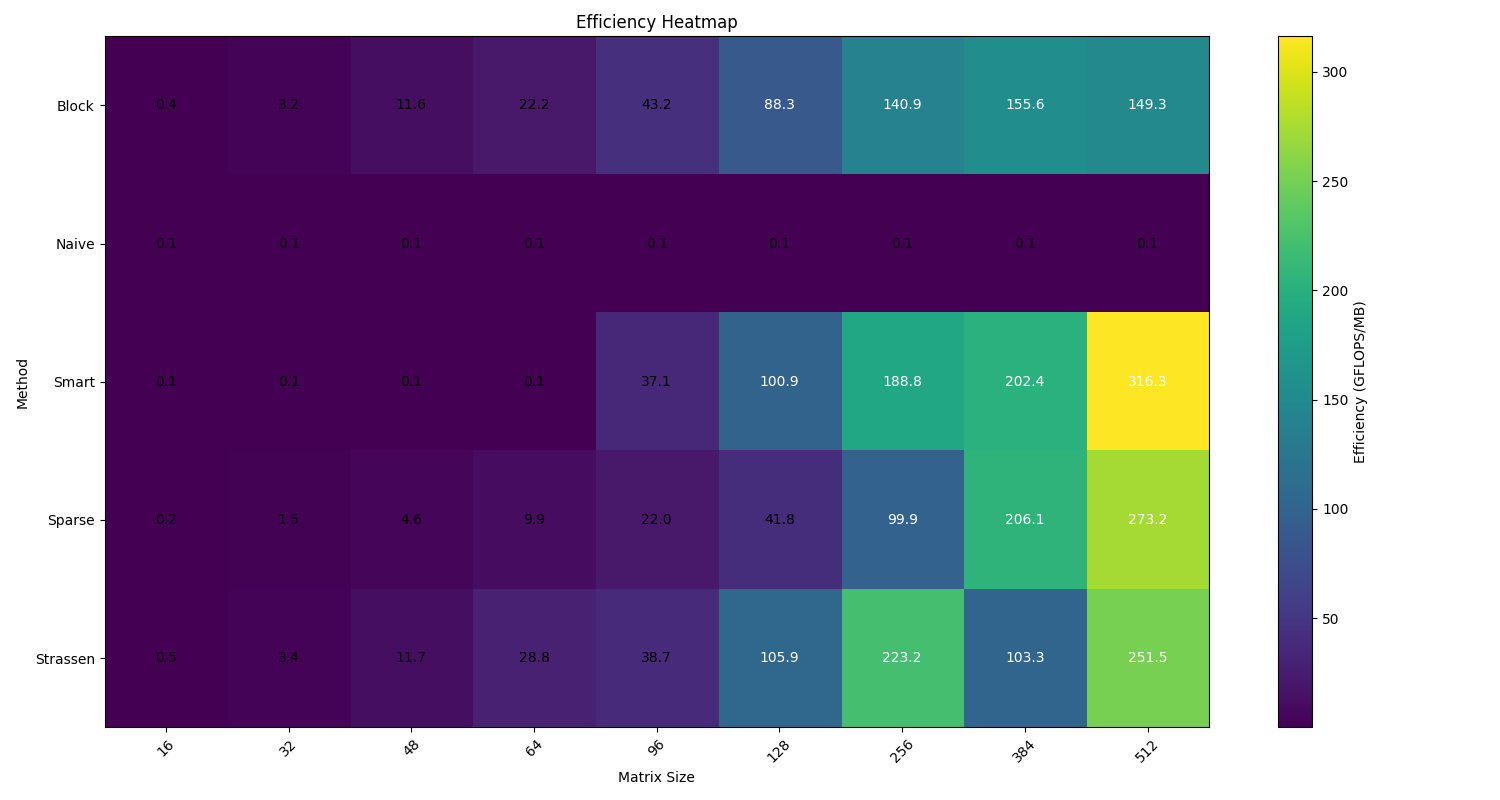 Efficiency Heatmap
Block 0.4 3.2 11.6 22.2 43.2 88.3 140.9 155.6 149.3
Naive 0.1 0.1 0.1 0.1 0.1 0.1 0.1 0.1 0.1
Smart 0.1 0.1 0.1 0.1 37.1 100.9 188.8 202.4 316.3
Sparse 0.2 1.5 4.6 9.9 22.0 41.8 99.9 206.1 273.2
Strassen 0.5 3.4 11.7 28.8 38.7 105.9 223.2 103.3 251.5
16 32 48 64 96 128 256 384 512
Matrix Size
Method
300
250
200
150
100
50
Efficiency (GFLOPS/MB)